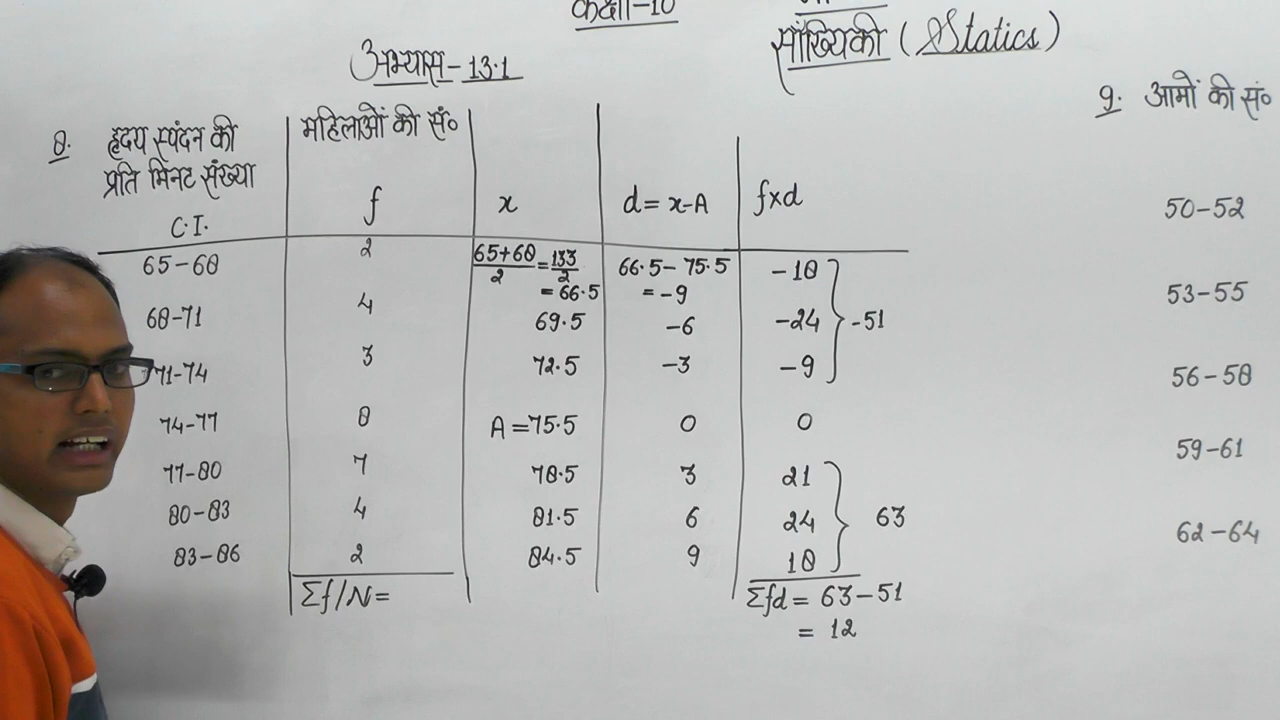 कक्षा-10
सांख्यिकी (Statics)
अभ्यास- 13.1
8. हृदय स्पंदन की प्रति मिनट संख्या
C.I.
महिलाओं की सं०
f
x
d = x-A
f×d
65-68 2 65+68/2 = 133/2 = 66.5 66.5-75.5 = -9 -18
68-71 4 69.5 -6 -24 -51
71-74 3 72.5 -3 -9
74-77 8 A = 75.5 0 0
77-80 7 78.5 3 21
80-83 4 81.5 6 24 63
83-86 2 84.5 9 18
Σf/N= Σfd = 63-51
= 12
9. आमों की सं०
50-52
53-55
56-58
59-61
62-64